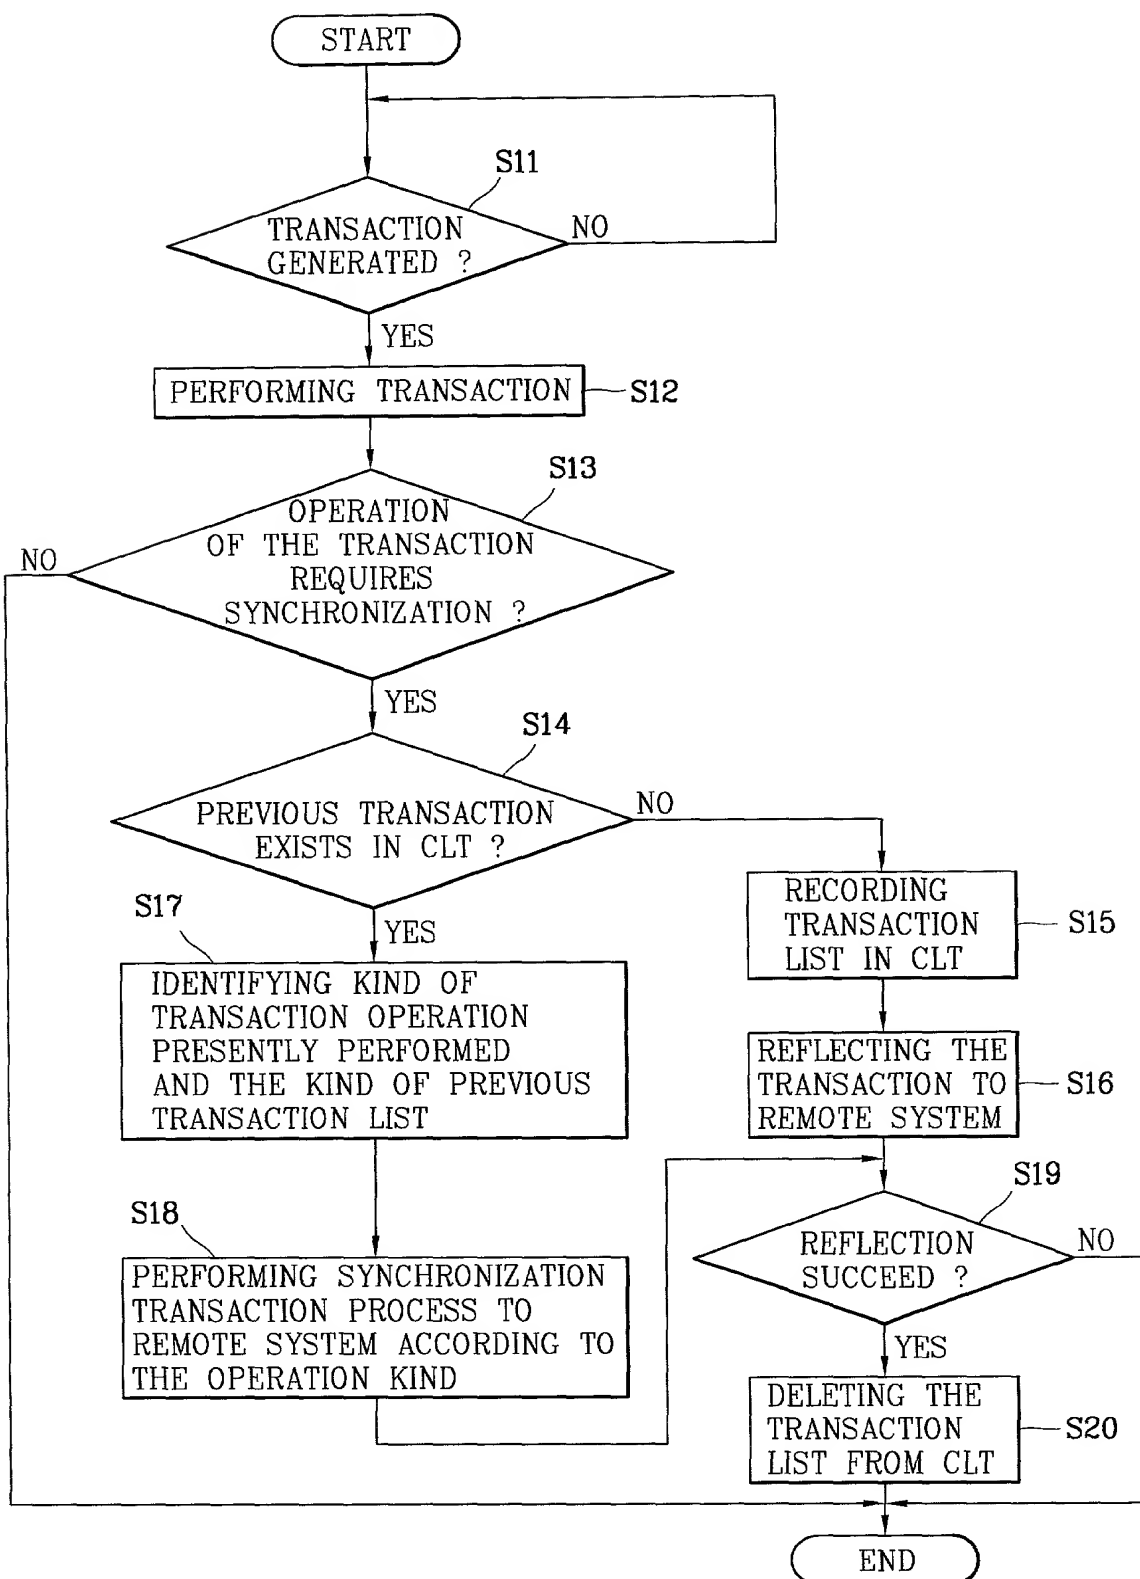 START
S11
TRANSACTION
GENERATED ?
NO
YES
PERFORMING TRANSACTION
S12
S13
OPERATION
OF THE TRANSACTION
REQUIRES
SYNCHRONIZATION ?
NO
YES
S14
PREVIOUS TRANSACTION
EXISTS IN CLT ?
NO
YES
RECORDING
TRANSACTION
LIST IN CLT
S15
S17
IDENTIFYING KIND OF
TRANSACTION OPERATION
PRESENTLY PERFORMED
AND THE KIND OF PREVIOUS
TRANSACTION LIST
REFLECTING THE
TRANSACTION TO
REMOTE SYSTEM
S16
S18
PERFORMING SYNCHRONIZATION
TRANSACTION PROCESS TO
REMOTE SYSTEM ACCORDING TO
THE OPERATION KIND
S19
REFLECTION
SUCCEED ?
NO
YES
DELETING THE
TRANSACTION
LIST FROM CLT
S20
END